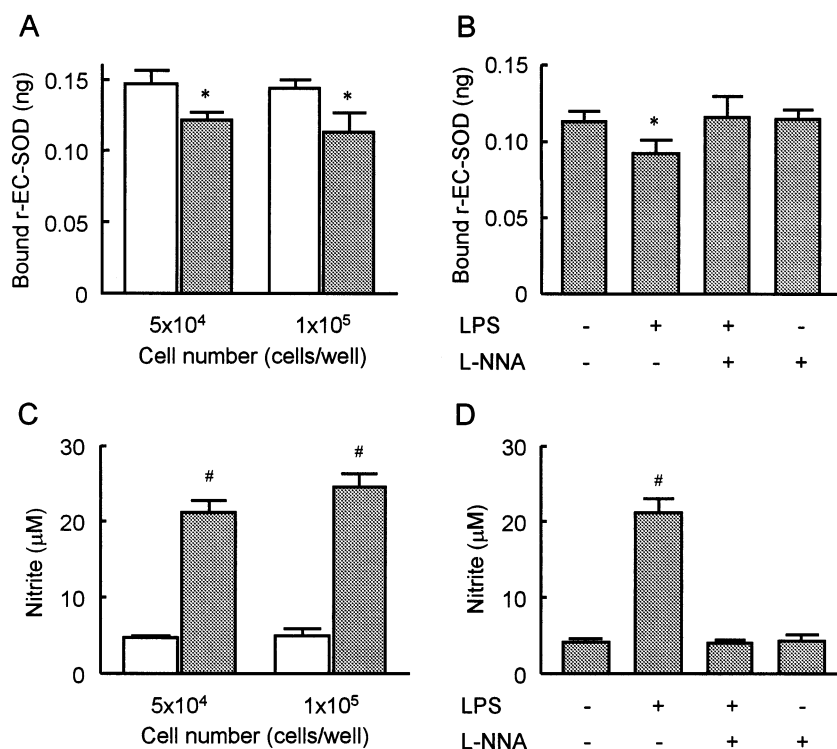 A
Bound r-EC-SOD (ng)
0.15
0.10
0.05
0
*
*
5x10⁴
1x10⁵
Cell number (cells/well)
B
Bound r-EC-SOD (ng)
0.15
0.10
0.05
0
*
LPS - + + -
L-NNA - - + +
C
Nitrite (μM)
30
20
10
0
#
#
5x10⁴
1x10⁵
Cell number (cells/well)
D
Nitrite (μM)
30
20
10
0
#
LPS - + + -
L-NNA - - + +